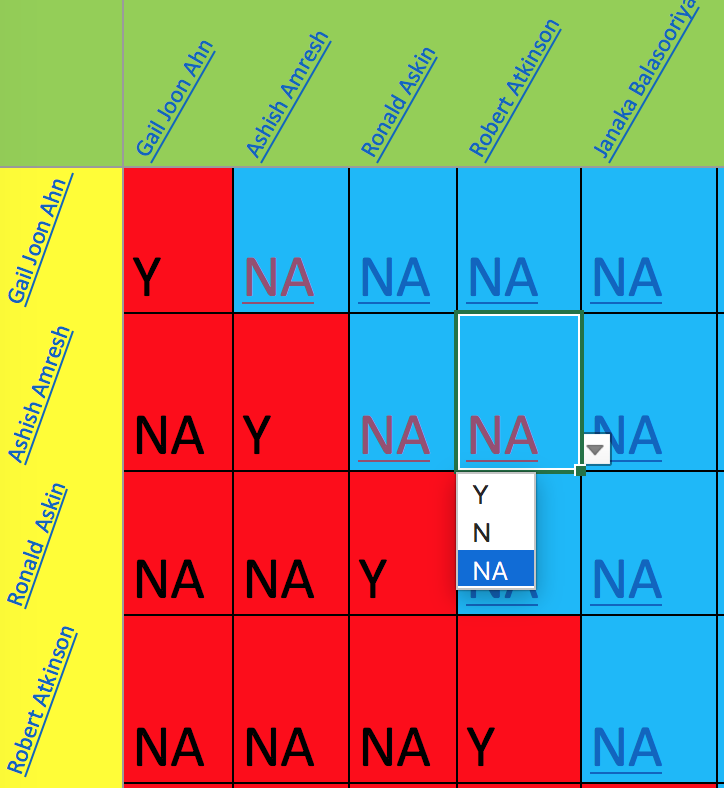 Gail Joon Ahn
Ashish Amresh
Ronald Askin
Robert Atkinson
Janaka Balasooriya
Gail Joon Ahn
Y
NA
NA
NA
NA
Ashish Amresh
NA
Y
NA
NA
NA
Y
N
NA
Ronald Askin
NA
NA
Y
NA
NA
Robert Atkinson
NA
NA
NA
Y
NA